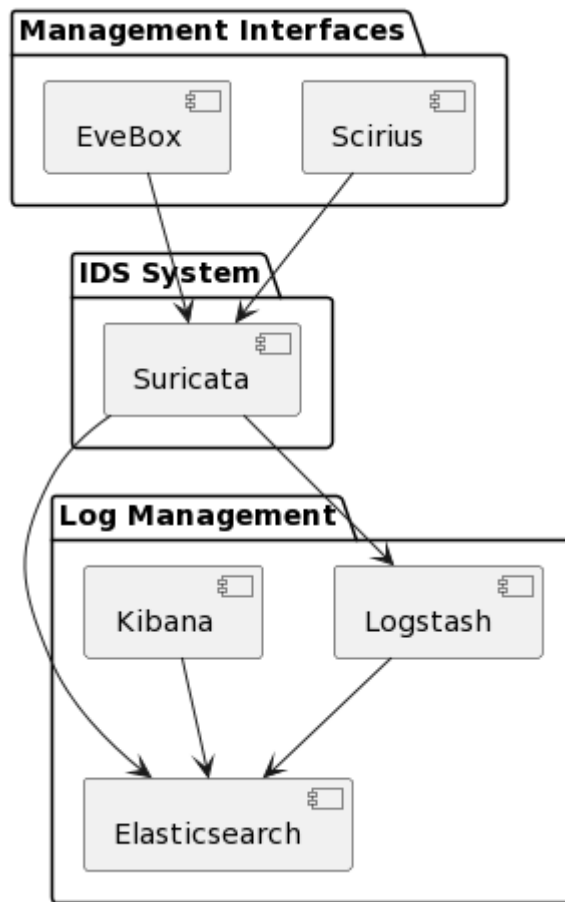 Management Interfaces
EveBox
Scirius
IDS System
Suricata
Log Management
Kibana
Logstash
Elasticsearch